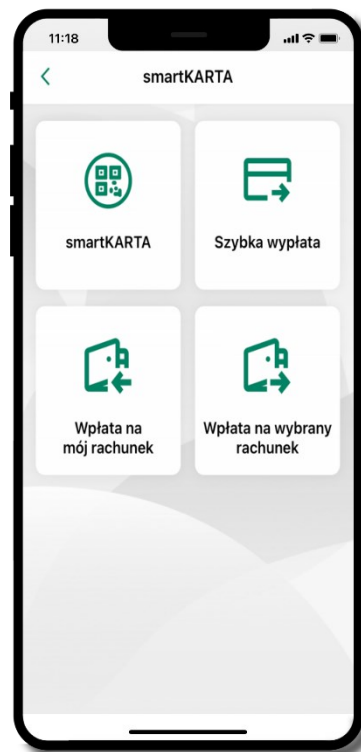 11:18
smartKARTA
smartKARTA
Szybka wypłata
Wpłata na
mój rachunek
Wpłata na wybrany
rachunek